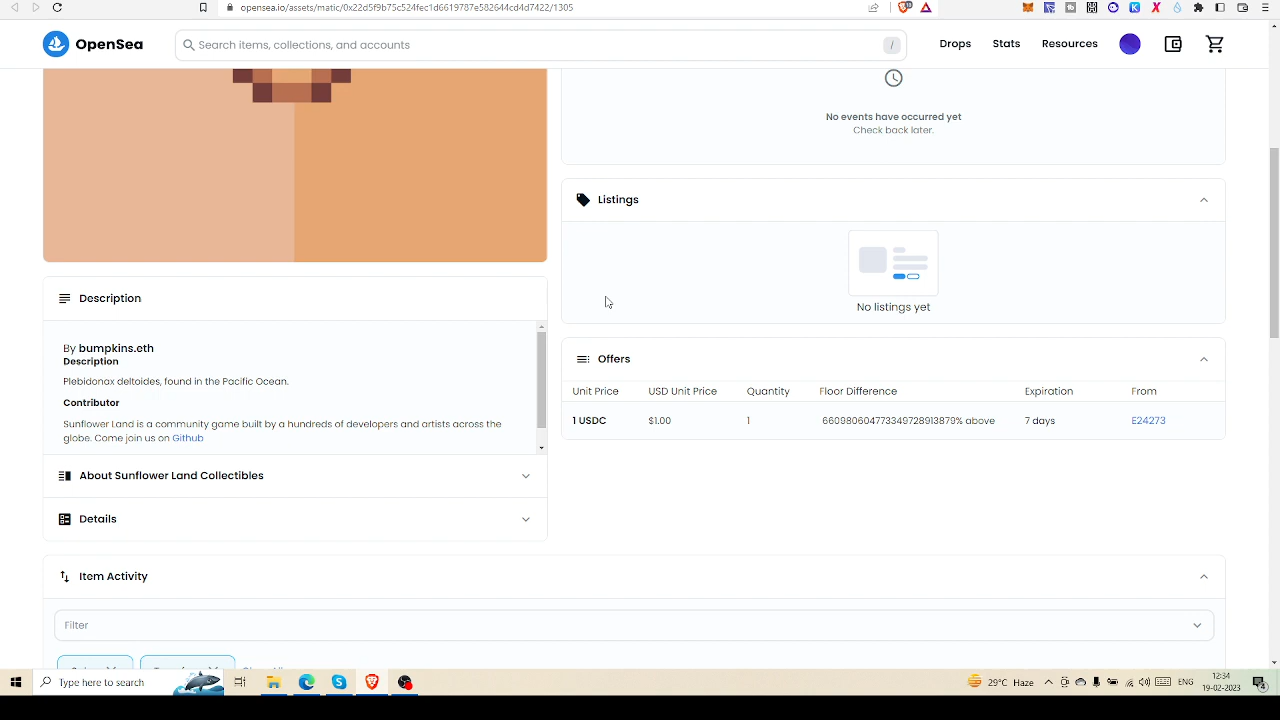 opensea.io/assets/matic/0x22d5f9b75c524fec1d6619787e582644cd4d7422/1305
OpenSea
Search items, collections, and accounts
/
Drops
Stats
Resources
No events have occurred yet
Check back later.
Listings
No listings yet
Description
By bumpkins.eth
Description
Plebidonax deltoides, found in the Pacific Ocean.
Contributor
Sunflower Land is a community game built by a hundreds of developers and artists across the
globe. Come join us on Github
About Sunflower Land Collectibles
Details
Offers
Unit Price USD Unit Price Quantity Floor Difference Expiration From
1 USDC $1.00 1 660980604773349728913879% above 7 days E24273
Item Activity
Filter
Type here to search
29°C Haze
ENG
12:34
19-02-2023
4